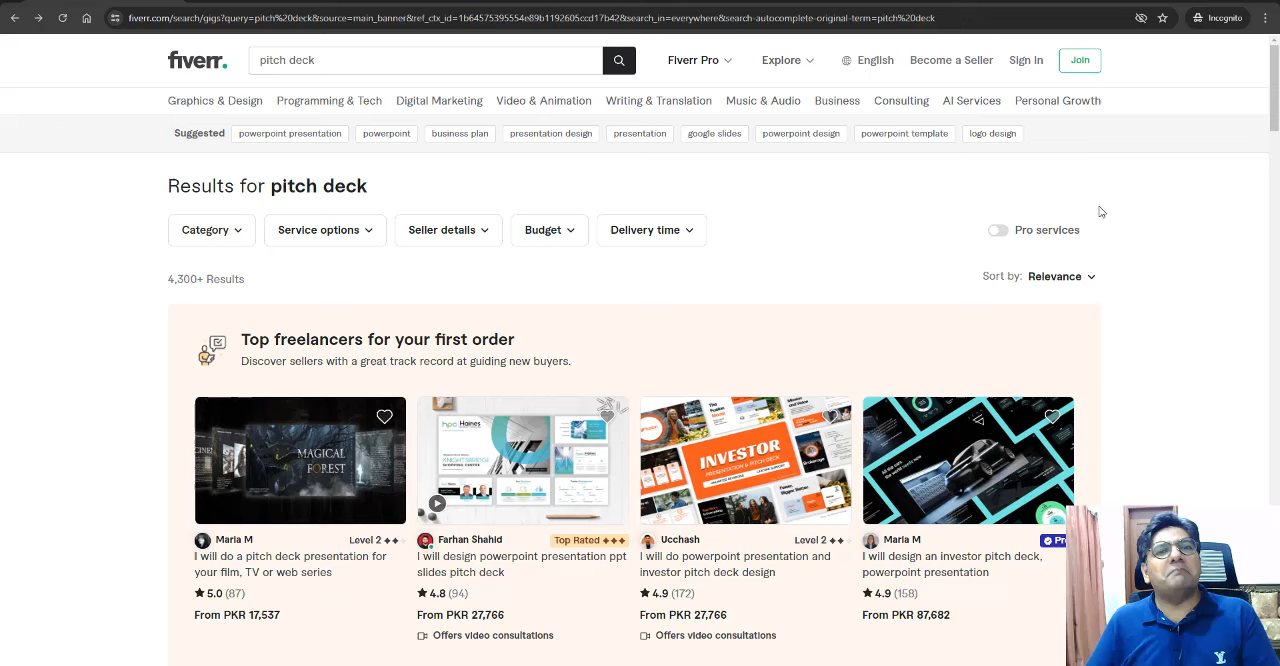 fiverr.com/search/gigs?query=pitch%20deck&source=main_banner&ref_ctx_id=1b64575395554e89b1192605ccd17b42&search_in=everywhere&search-autocomplete-original-term=pitch%20deck
Incognito
fiverr.
pitch deck
Fiverr Pro
Explore
English
Become a Seller
Sign In
Join
Graphics & Design
Programming & Tech
Digital Marketing
Video & Animation
Writing & Translation
Music & Audio
Business
Consulting
AI Services
Personal Growth
Suggested
powerpoint presentation
powerpoint
business plan
presentation design
presentation
google slides
powerpoint design
powerpoint template
logo design
Results for pitch deck
Category
Service options
Seller details
Budget
Delivery time
Pro services
4,300+ Results
Sort by: Relevance
Top freelancers for your first order
Discover sellers with a great track record at guiding new buyers.
MAGICAL
FOREST
Haines
INVESTOR
PRESENTATION & PITCH DECK
Maria M
Level 2
I will do a pitch deck presentation for
your film, TV or web series
5.0 (87)
From PKR 17,537
Farhan Shahid
Top Rated
I will design powerpoint presentation ppt
slides pitch deck
4.8 (94)
From PKR 27,766
Offers video consultations
Ucchash
Level 2
I will do powerpoint presentation and
investor pitch deck design
4.9 (172)
From PKR 27,766
Offers video consultations
Maria M
I will design an investor pitch deck,
powerpoint presentation
4.9 (158)
From PKR 87,682